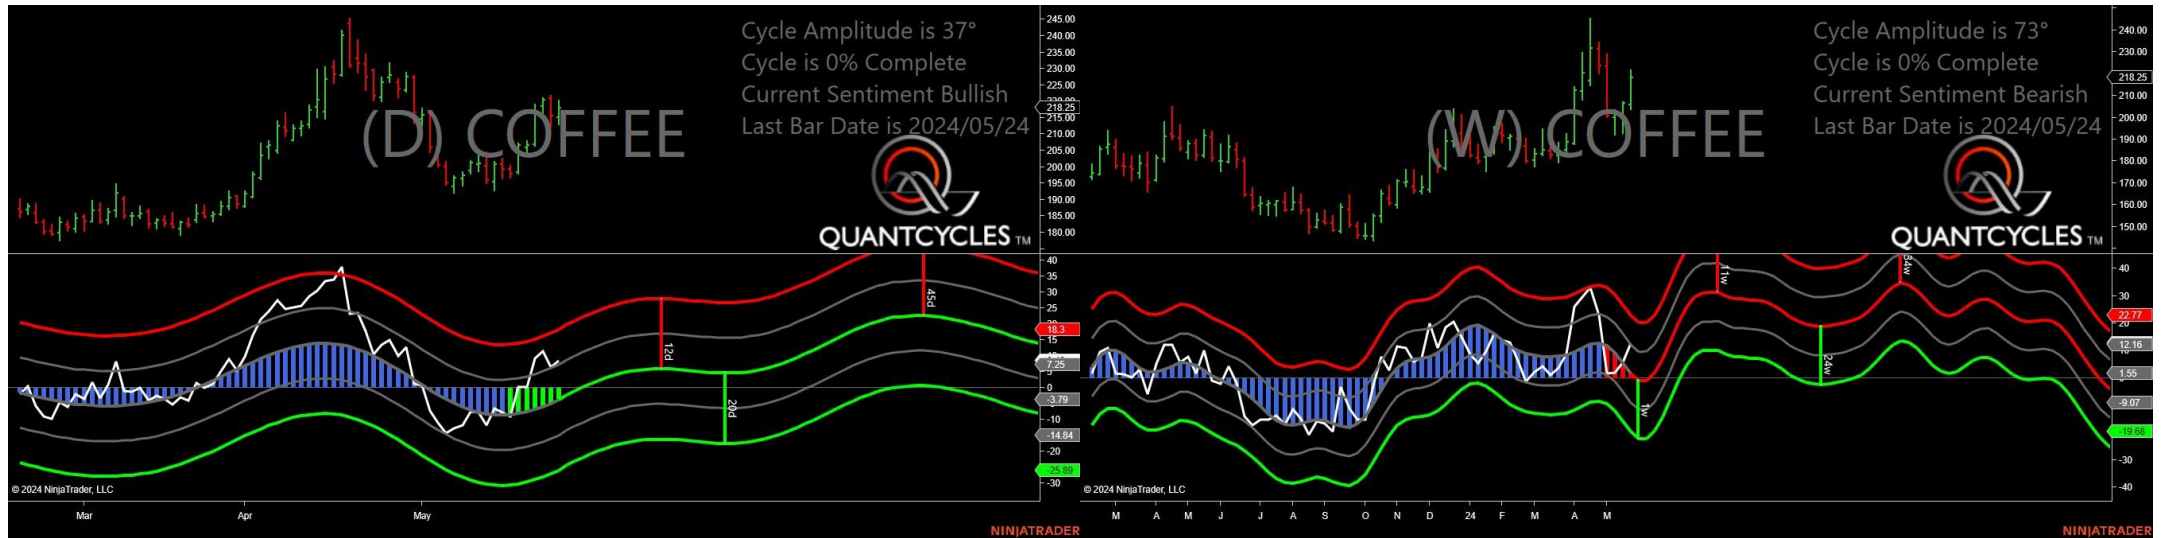 Cycle Amplitude is 37°
Cycle is 0% Complete
Current Sentiment Bullish
Last Bar Date is 2024/05/24
(D) COFFEE
QUANTCYCLES TM
245.00
240.00
235.00
230.00
225.00
220.00
218.25
215.00
210.00
205.00
200.00
195.00
190.00
185.00
180.00
40
35
30
25
20
18.3
15
7.25
5
0
-3.79
-10
-14.84
-20
-25.89
-30
12d
20d
45d
© 2024 NinjaTrader, LLC
Mar
Apr
May
NINJATRADER
Cycle Amplitude is 73°
Cycle is 0% Complete
Current Sentiment Bearish
Last Bar Date is 2024/05/24
(W) COFFEE
QUANTCYCLES TM
240.00
230.00
218.25
210.00
200.00
190.00
180.00
170.00
160.00
150.00
40
30
22.77
20
12.16
1.55
-9.07
-19.68
-30
-40
1w
11w
24w
34w
© 2024 NinjaTrader, LLC
M A M J J A S O N D 24 F M A M
NINJATRADER